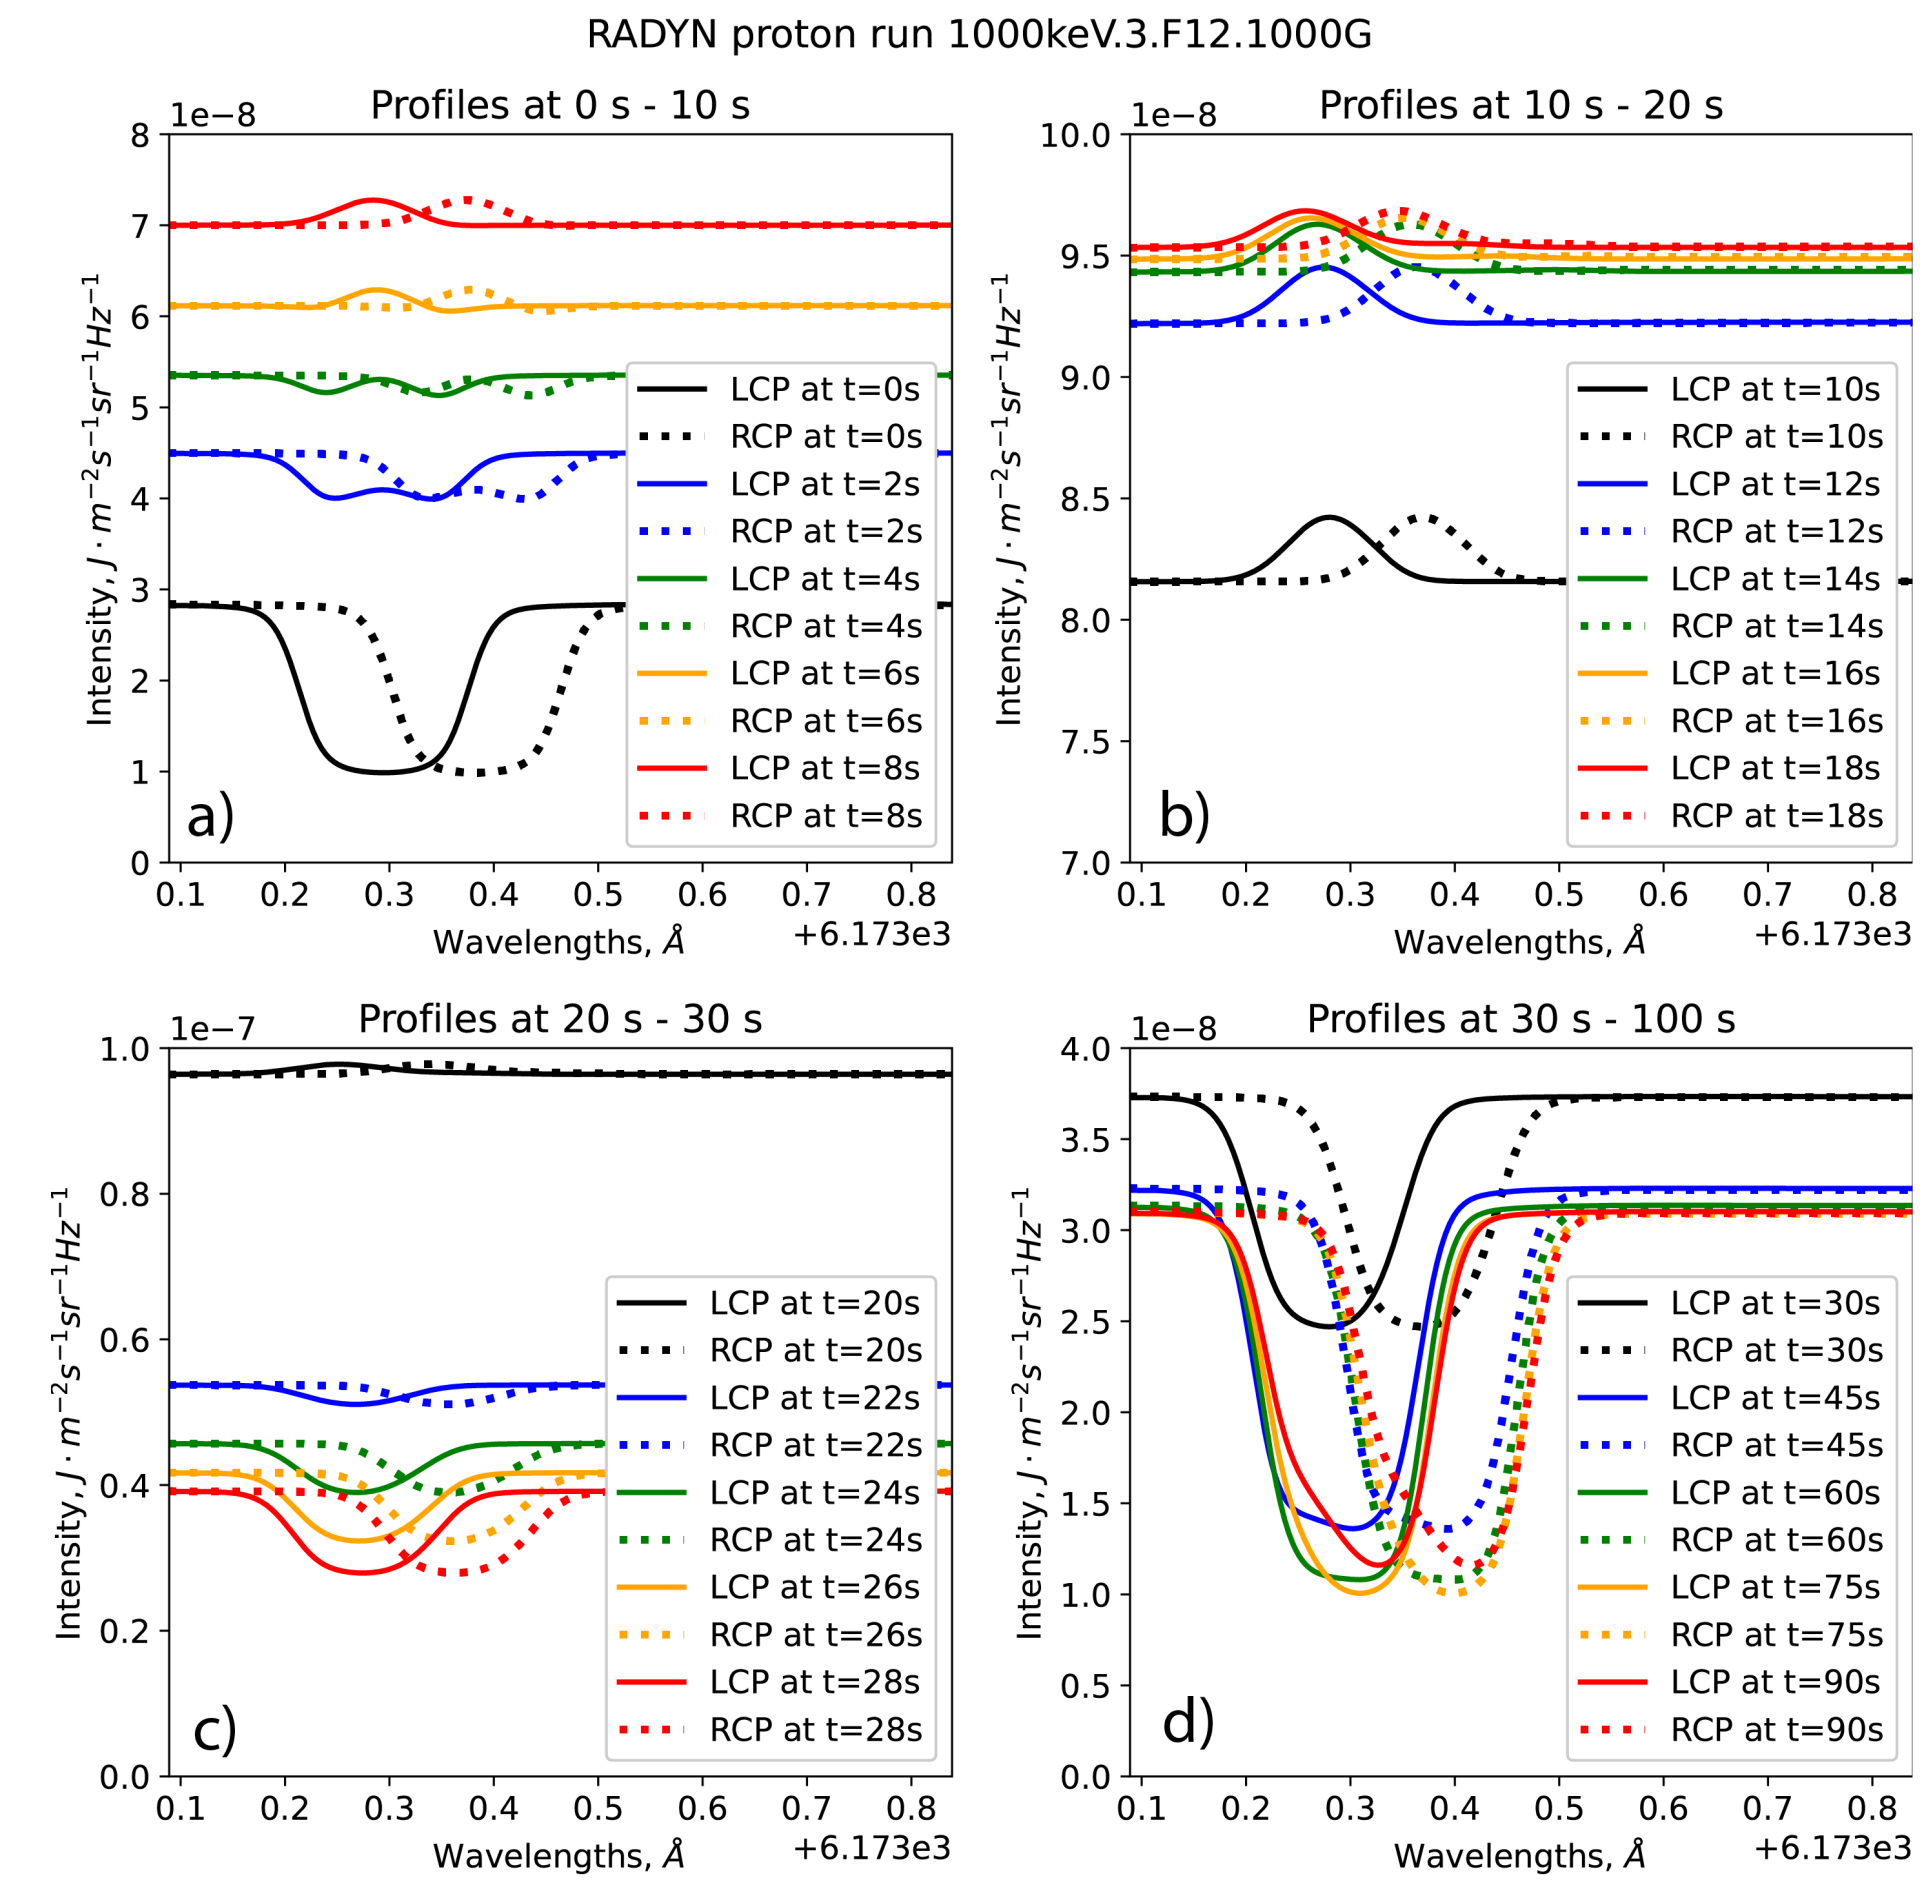 RADYN proton run 1000keV.3.F12.1000G
Profiles at 0 s - 10 s
1e−8
8
7
6
5
4
3
2
1
0
Intensity, J · m⁻²s⁻¹sr⁻¹Hz⁻¹
LCP at t=0s
RCP at t=0s
LCP at t=2s
RCP at t=2s
LCP at t=4s
RCP at t=4s
LCP at t=6s
RCP at t=6s
LCP at t=8s
RCP at t=8s
a)
0.1 0.2 0.3 0.4 0.5 0.6 0.7 0.8
Wavelengths, Å
+6.173e3
Profiles at 10 s - 20 s
1e−8
10.0
9.5
9.0
8.5
8.0
7.5
7.0
Intensity, J · m⁻²s⁻¹sr⁻¹Hz⁻¹
LCP at t=10s
RCP at t=10s
LCP at t=12s
RCP at t=12s
LCP at t=14s
RCP at t=14s
LCP at t=16s
RCP at t=16s
LCP at t=18s
RCP at t=18s
b)
0.1 0.2 0.3 0.4 0.5 0.6 0.7 0.8
Wavelengths, Å
+6.173e3
Profiles at 20 s - 30 s
1e−7
1.0
0.8
0.6
0.4
0.2
0.0
Intensity, J · m⁻²s⁻¹sr⁻¹Hz⁻¹
LCP at t=20s
RCP at t=20s
LCP at t=22s
RCP at t=22s
LCP at t=24s
RCP at t=24s
LCP at t=26s
RCP at t=26s
LCP at t=28s
RCP at t=28s
c)
0.1 0.2 0.3 0.4 0.5 0.6 0.7 0.8
Wavelengths, Å
+6.173e3
Profiles at 30 s - 100 s
1e−8
4.0
3.5
3.0
2.5
2.0
1.5
1.0
0.5
0.0
Intensity, J · m⁻²s⁻¹sr⁻¹Hz⁻¹
LCP at t=30s
RCP at t=30s
LCP at t=45s
RCP at t=45s
LCP at t=60s
RCP at t=60s
LCP at t=75s
RCP at t=75s
LCP at t=90s
RCP at t=90s
d)
0.1 0.2 0.3 0.4 0.5 0.6 0.7 0.8
Wavelengths, Å
+6.173e3